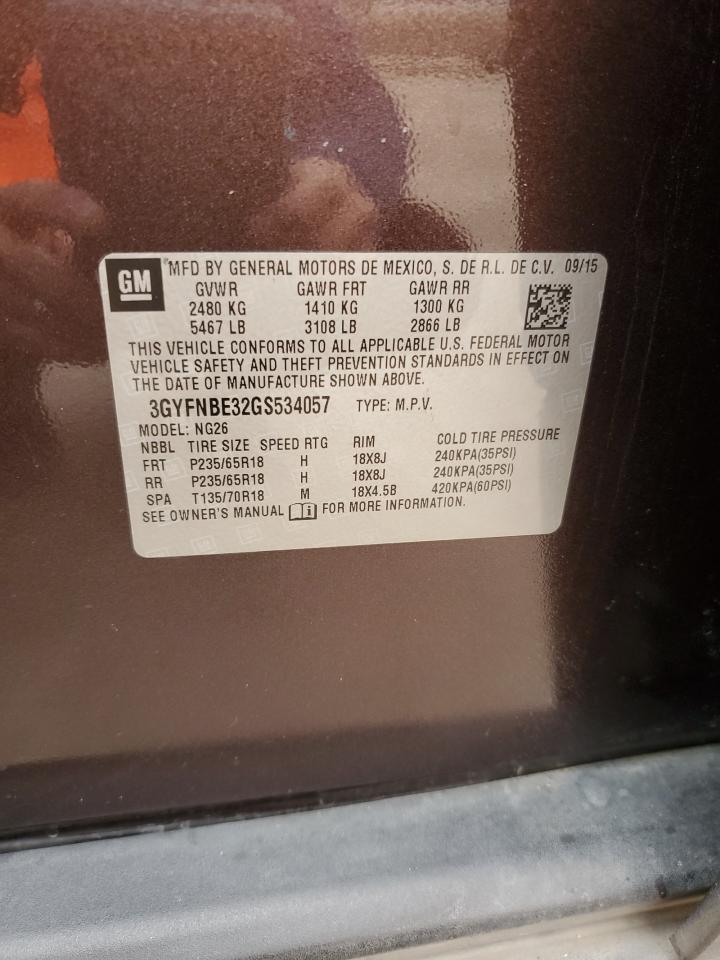 GM MFD BY GENERAL MOTORS DE MEXICO, S. DE R.L. DE C.V. 09/15
GVWR GAWR FRT GAWR RR
2480 KG 1410 KG 1300 KG
5467 LB 3108 LB 2866 LB
THIS VEHICLE CONFORMS TO ALL APPLICABLE U.S. FEDERAL MOTOR
VEHICLE SAFETY AND THEFT PREVENTION STANDARDS IN EFFECT ON
THE DATE OF MANUFACTURE SHOWN ABOVE.
3GYFNBE32GS534057 TYPE: M.P.V.
MODEL: NG26
NBBL TIRE SIZE SPEED RTG RIM COLD TIRE PRESSURE
FRT P235/65R18 H 18X8J 240KPA(35PSI)
RR P235/65R18 H 18X8J 240KPA(35PSI)
SPA T135/70R18 M 18X4.5B 420KPA(60PSI)
SEE OWNER'S MANUAL i FOR MORE INFORMATION.